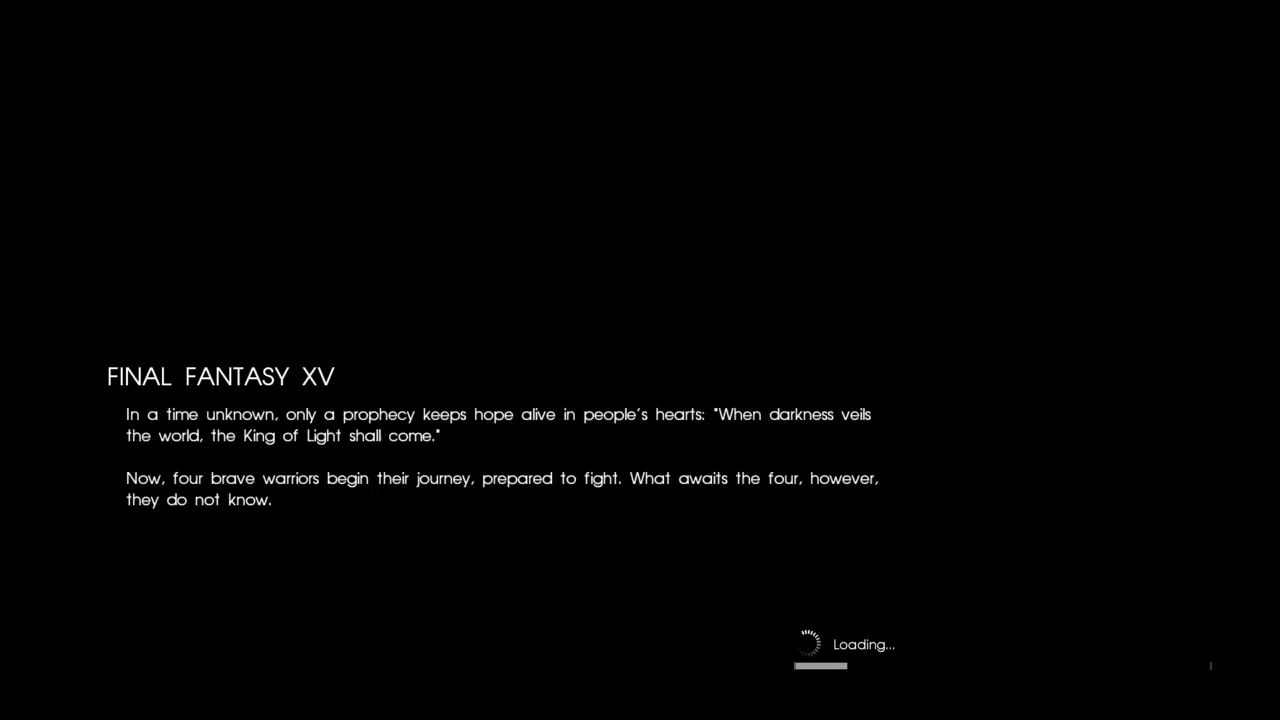 FINAL FANTASY XV
In a time unknown, only a prophecy keeps hope alive in people's hearts: "When darkness veils
the world, the King of Light shall come."
Now, four brave warriors begin their journey, prepared to fight. What awaits the four, however,
they do not know.
Loading...